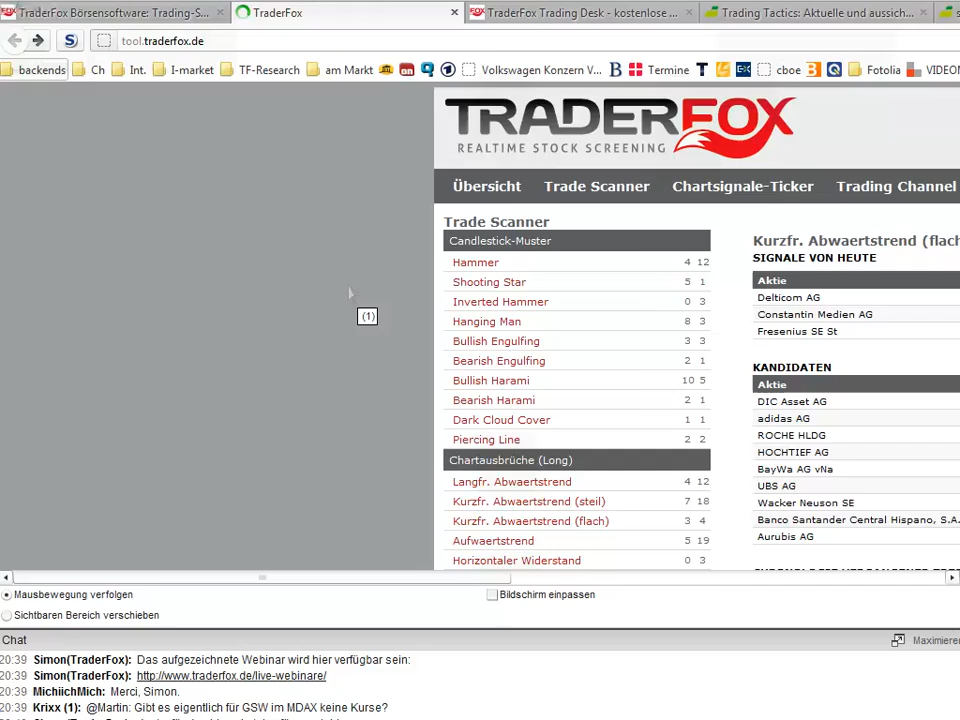 TraderFox Börsensoftware: Trading-S...
TraderFox
TraderFox Trading Desk - kostenlose ...
Trading Tactics: Aktuelle und aussich...
tool.traderfox.de
backends
Ch
Int.
I-market
TF-Research
am Markt
Volkswagen Konzern V...
Termine
cboe
Fotolia
TRADERFOX
REALTIME STOCK SCREENING
Übersicht Trade Scanner Chartsignale-Ticker Trading Channel
Trade Scanner
Candlestick-Muster
Hammer 4 12
Shooting Star 5 1
Inverted Hammer 0 3
Hanging Man 8 3
Bullish Engulfing 3 3
Bearish Engulfing 2 1
Bullish Harami 10 5
Bearish Harami 2 1
Dark Cloud Cover 1 1
Piercing Line 2 2
Chartausbrüche (Long)
Langfr. Abwaertstrend 4 12
Kurzfr. Abwaertstrend (steil) 7 18
Kurzfr. Abwaertstrend (flach) 3 4
Aufwaertstrend 5 19
Horizontaler Widerstand 0 3
Kurzfr. Abwaertstrend (flach
SIGNALE VON HEUTE
Aktie
Delticom AG
Constantin Medien AG
Fresenius SE St
KANDIDATEN
Aktie
DIC Asset AG
adidas AG
ROCHE HLDG
HOCHTIEF AG
BayWa AG vNa
UBS AG
Wacker Neuson SE
Banco Santander Central Hispano, S.A.
Aurubis AG
(1)
Mausbewegung verfolgen
Bildschirm einpassen
Sichtbaren Bereich verschieben
Chat
Maximiere
20:39 Simon(TraderFox): Das aufgezeichnete Webinar wird hier verfügbar sein:
20:39 Simon(TraderFox): http://www.traderfox.de/live-webinare/
20:39 MichiichMich: Merci, Simon.
20:39 Krixx (1): @Martin: Gibt es eigentlich für GSW im MDAX keine Kurse?